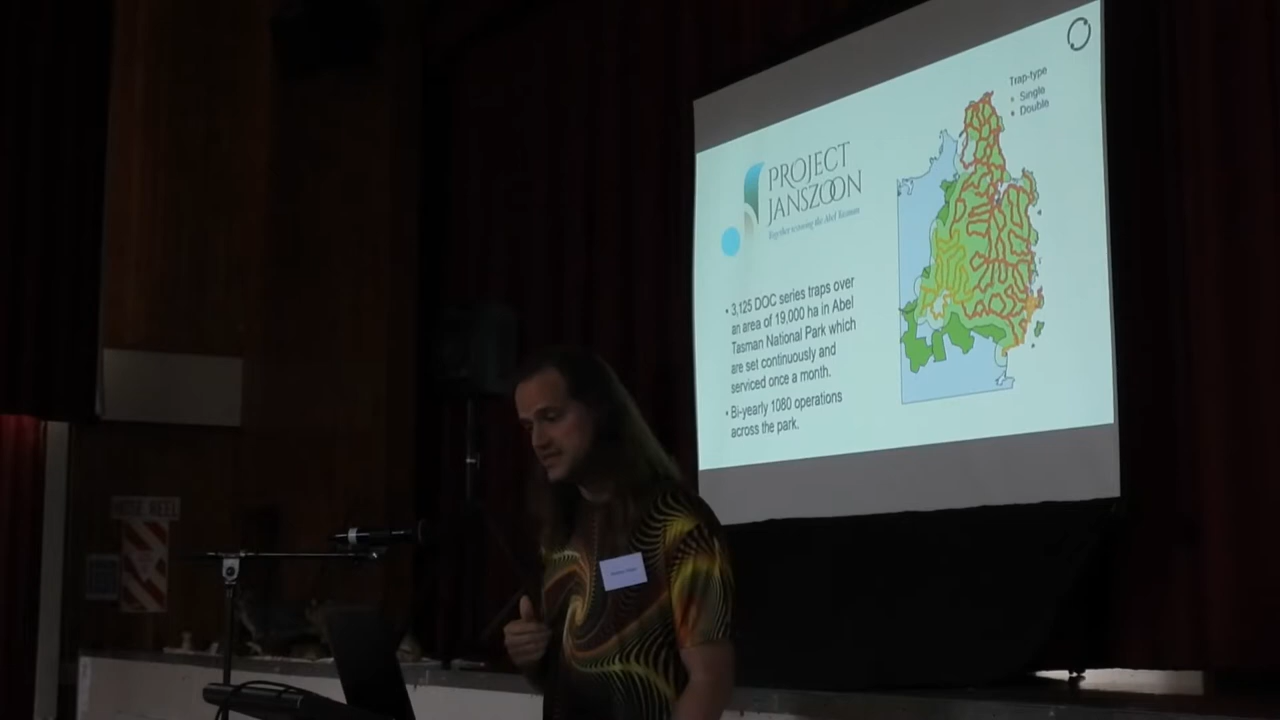 Trap-type
Single
Double
PROJECT
JANSZOON
Together restoring the Abel Tasman
• 3,125 DOC series traps over
an area of 19,000 ha in Abel
Tasman National Park which
are set continuously and
serviced once a month.
• Bi-yearly 1080 operations
across the park.
HOSE REEL